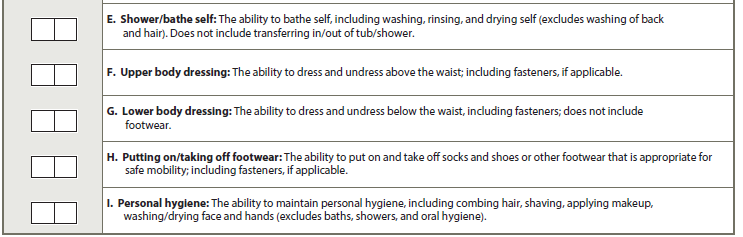 E. Shower/bathe self: The ability to bathe self, including washing, rinsing, and drying self (excludes washing of back
and hair). Does not include transferring in/out of tub/shower.
F. Upper body dressing: The ability to dress and undress above the waist; including fasteners, if applicable.
G. Lower body dressing: The ability to dress and undress below the waist, including fasteners; does not include
footwear.
H. Putting on/taking off footwear: The ability to put on and take off socks and shoes or other footwear that is appropriate for
safe mobility; including fasteners, if applicable.
I. Personal hygiene: The ability to maintain personal hygiene, including combing hair, shaving, applying makeup,
washing/drying face and hands (excludes baths, showers, and oral hygiene).